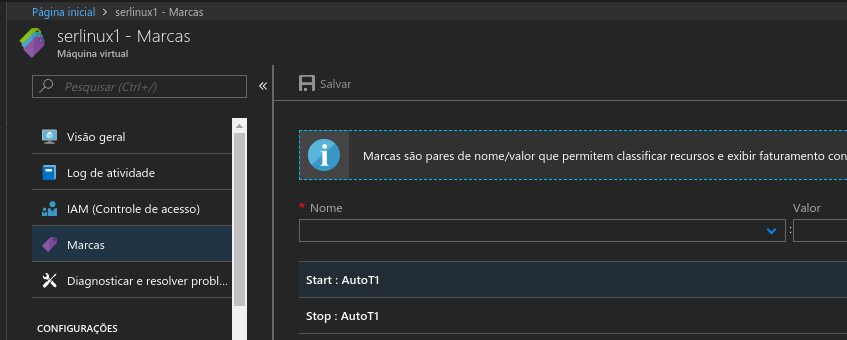 Página inicial > serlinux1 - Marcas
serlinux1 - Marcas
Máquina virtual
Pesquisar (Ctrl+/)
«
Salvar
Visão geral
Log de atividade
IAM (Controle de acesso)
Marcas
Diagnosticar e resolver probl...
CONFIGURAÇÕES
Marcas são pares de nome/valor que permitem classificar recursos e exibir faturamento con
* Nome
Valor
:
Start : AutoT1
Stop : AutoT1